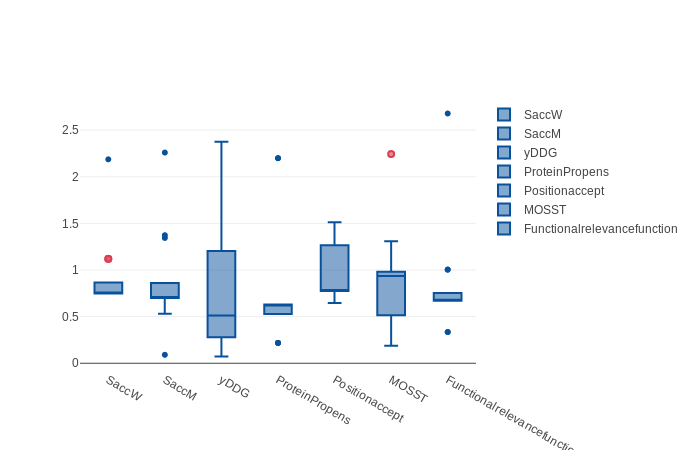 2.5
2
1.5
1
0.5
0
SaccW
SaccM
yDDG
ProteinPropens
Positionaccept
MOSST
Functionalrelevancefunctio
SaccW
SaccM
yDDG
ProteinPropens
Positionaccept
MOSST
Functionalrelevancefunction